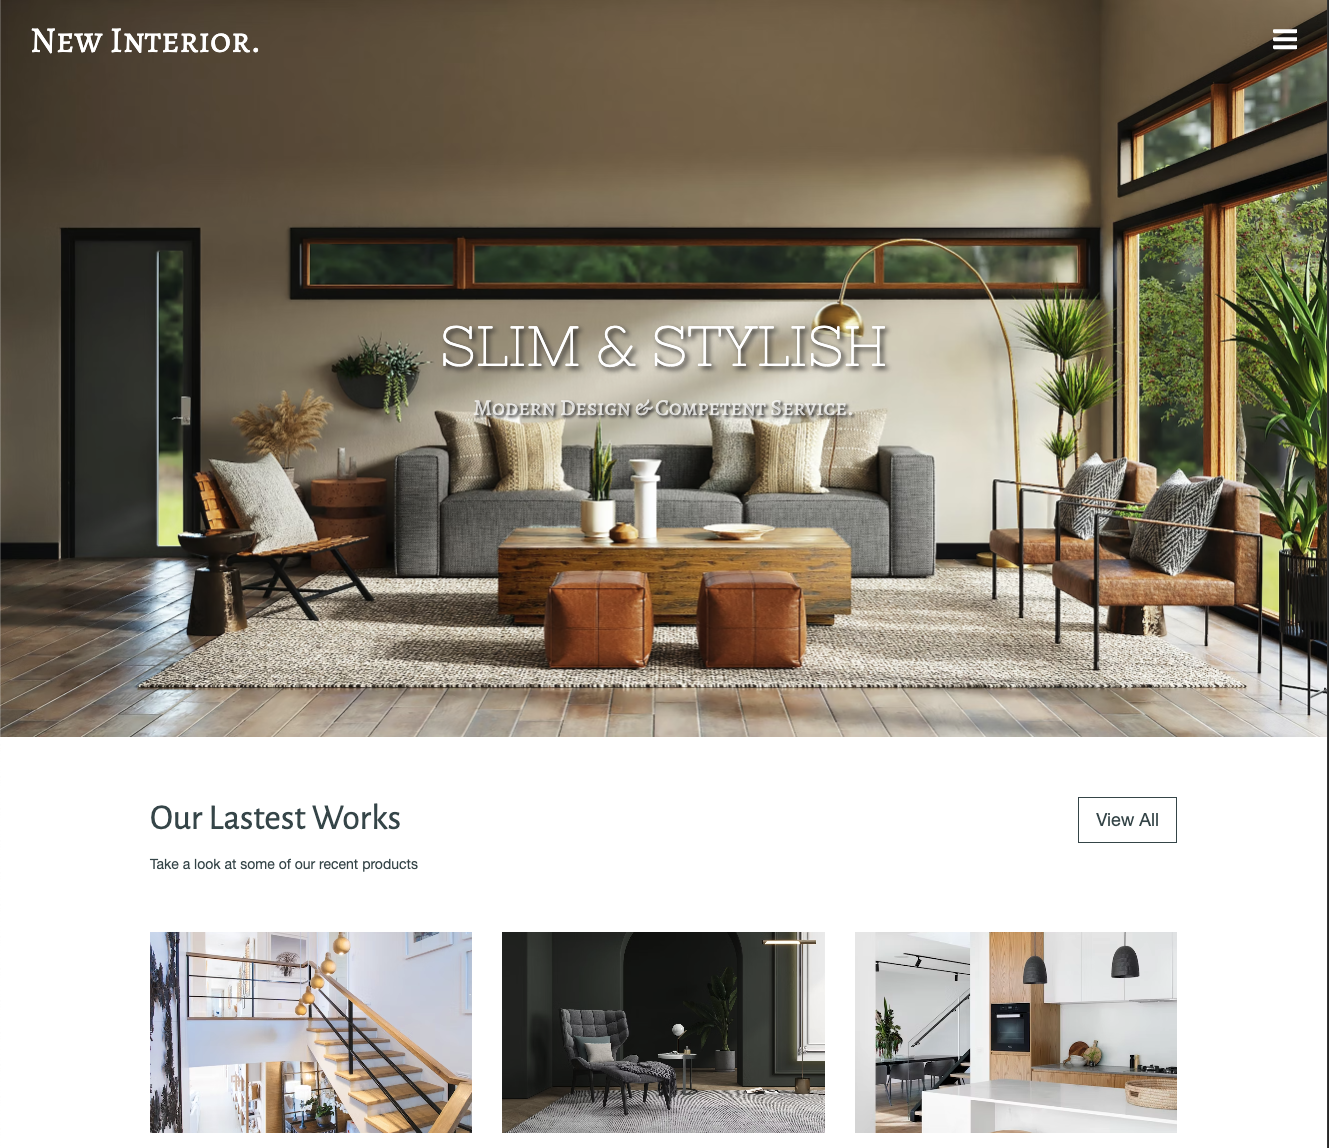 New Interior.
SLIM & STYLISH
Modern Design & Competent Service.
Our Lastest Works
View All
Take a look at some of our recent products